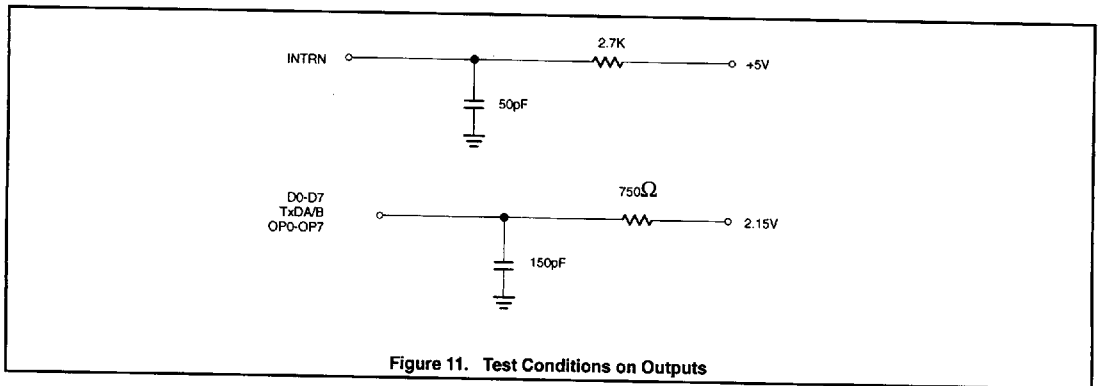 2.7K
INTRN
+5V
50pF
750Ω
D0-D7
TxDA/B
OP0-OP7
2.15V
150pF
Figure 11. Test Conditions on Outputs